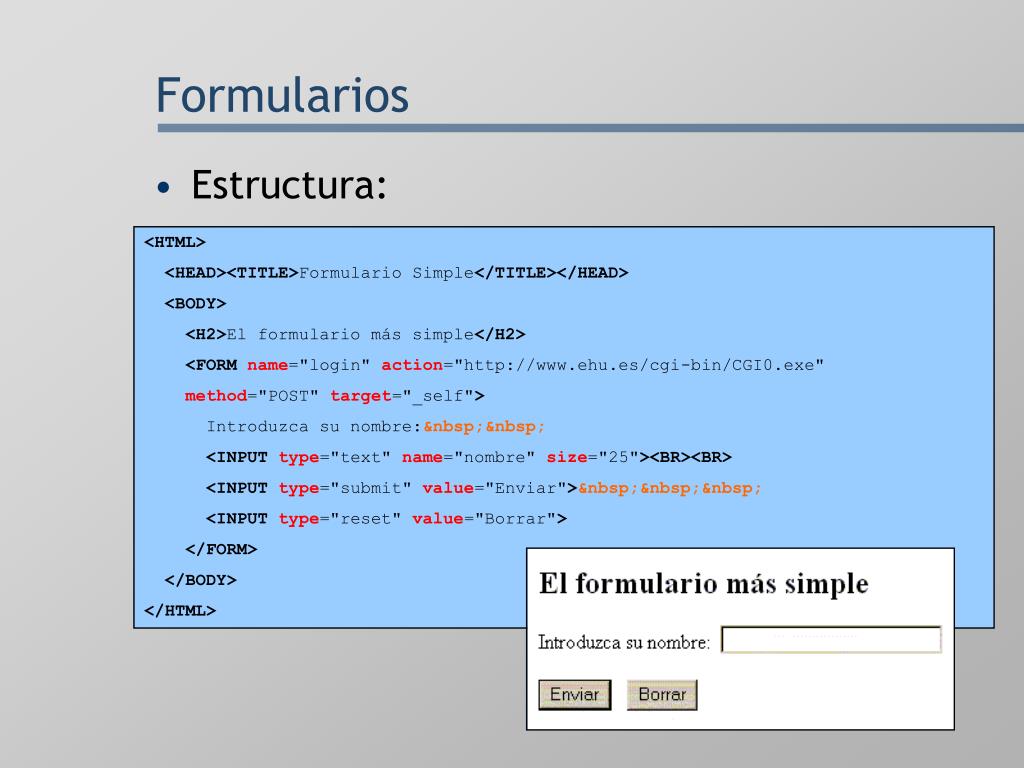 Formularios
• Estructura:
<HTML>
<HEAD><TITLE>Formulario Simple</TITLE></HEAD>
<BODY>
<H2>El formulario más simple</H2>
<FORM name="login" action="http://www.ehu.es/cgi-bin/CGI0.exe"
method="POST" target="_self">
Introduzca su nombre:&nbsp;&nbsp;
<INPUT type="text" name="nombre" size="25"><BR><BR>
<INPUT type="submit" value="Enviar">&nbsp;&nbsp;&nbsp;
<INPUT type="reset" value="Borrar">
</FORM>
</BODY>
</HTML>
El formulario más simple
Introduzca su nombre:
Enviar Borrar